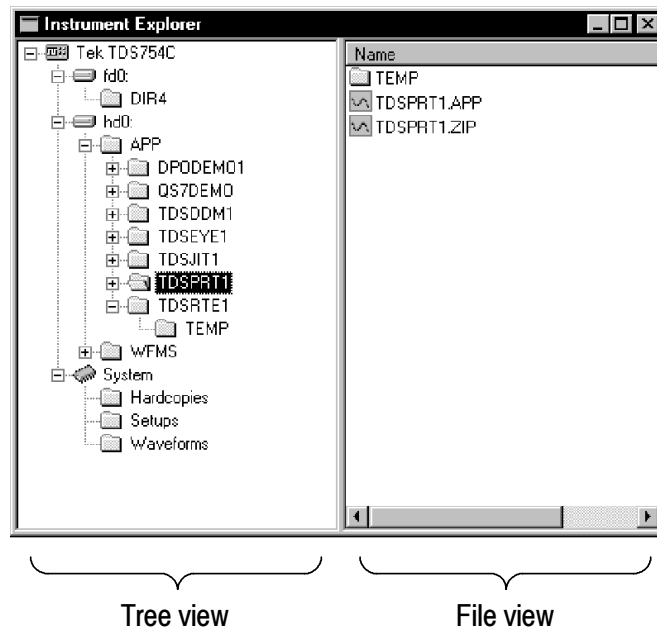 Instrument Explorer
Tek TDS754C
fd0:
DIR4
hd0:
APP
DPODEMO1
QS7DEMO
TDSDDM1
TDSEYE1
TDSJIT1
TDSPRT1
TDSRTE1
TEMP
WFMS
System
Hardcopies
Setups
Waveforms
Name
TEMP
TDSPRT1.APP
TDSPRT1.ZIP
Tree view
File view